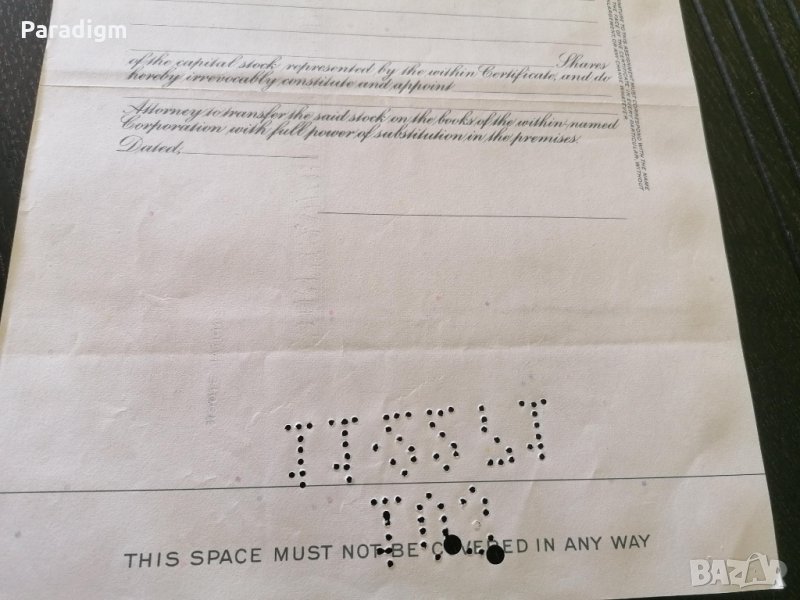 Paradigm
Shares
of the capital stock represented by the within Certificate, and do
hereby irrevocably constitute and appoint
Attorney to transfer the said stock on the books of the within-named
Corporation with full power of substitution in the premises.
Dated,
THIS SPACE MUST NOT BE COVERED IN ANY WAY
BAZAR